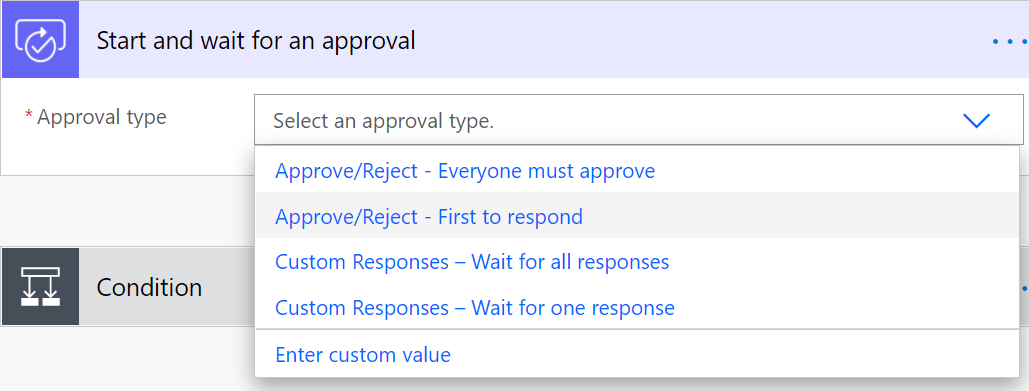 Start and wait for an approval
* Approval type
Select an approval type.
Approve/Reject - Everyone must approve
Approve/Reject - First to respond
Custom Responses – Wait for all responses
Custom Responses – Wait for one response
Enter custom value
Condition